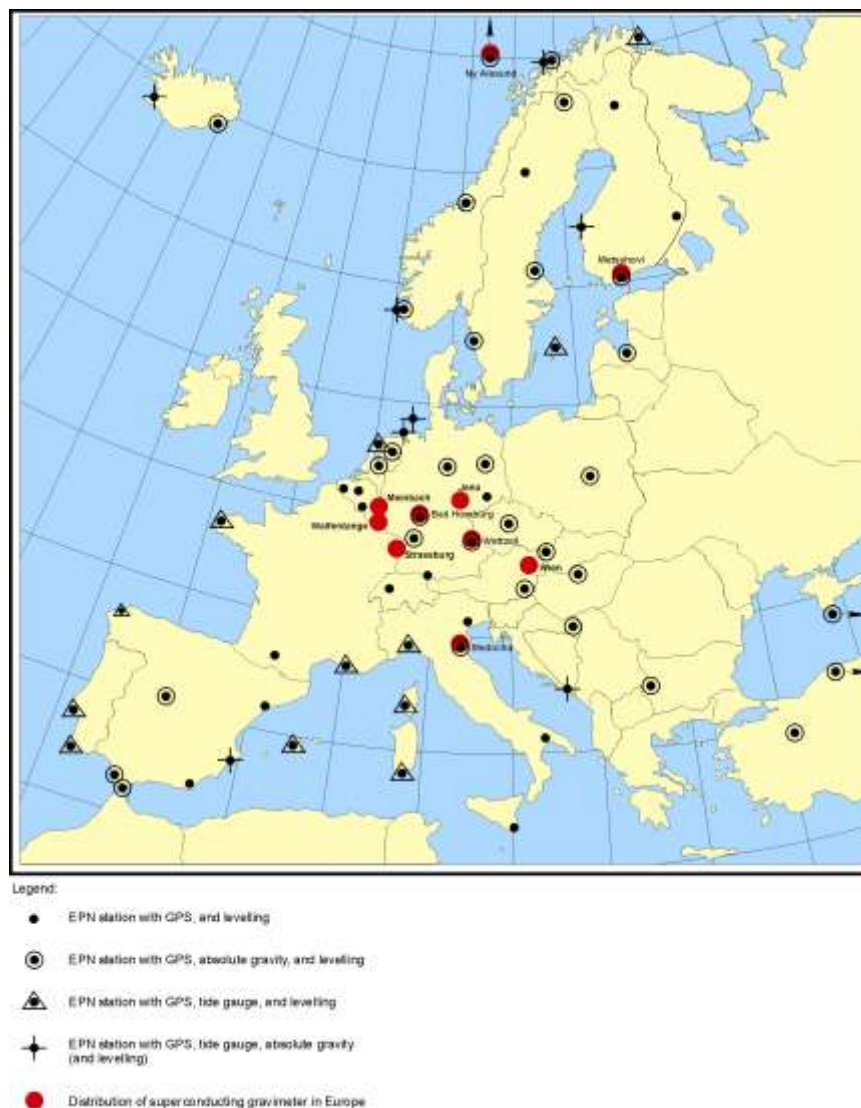 Ny Alesund
Metsahovi
Jena
Membach
Bad Homburg
Walferdange
Wettzell
Strassburg
Wien
Medicina
Legend:
EPN station with GPS, and levelling
EPN station with GPS, absolute gravity, and levelling
EPN station with GPS, tide gauge, and levelling
EPN station with GPS, tide gauge, absolute gravity
(and levelling)
Distribution of superconducting gravimeter in Europe